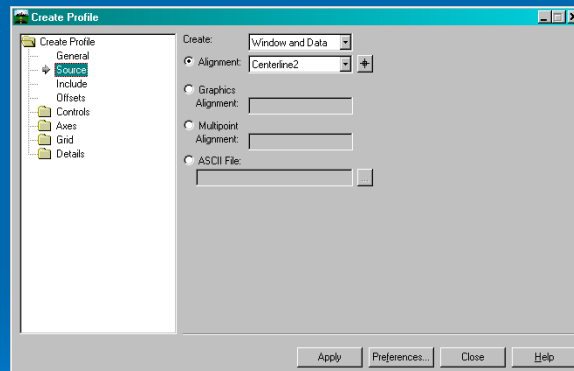 Create Profile
Create Profile
General
Source
Include
Offsets
Controls
Axes
Grid
Details
Create: Window and Data
Alignment: Centerline2
Graphics
Alignment:
Multipoint
Alignment:
ASCII File:
...
Apply Preferences... Close Help